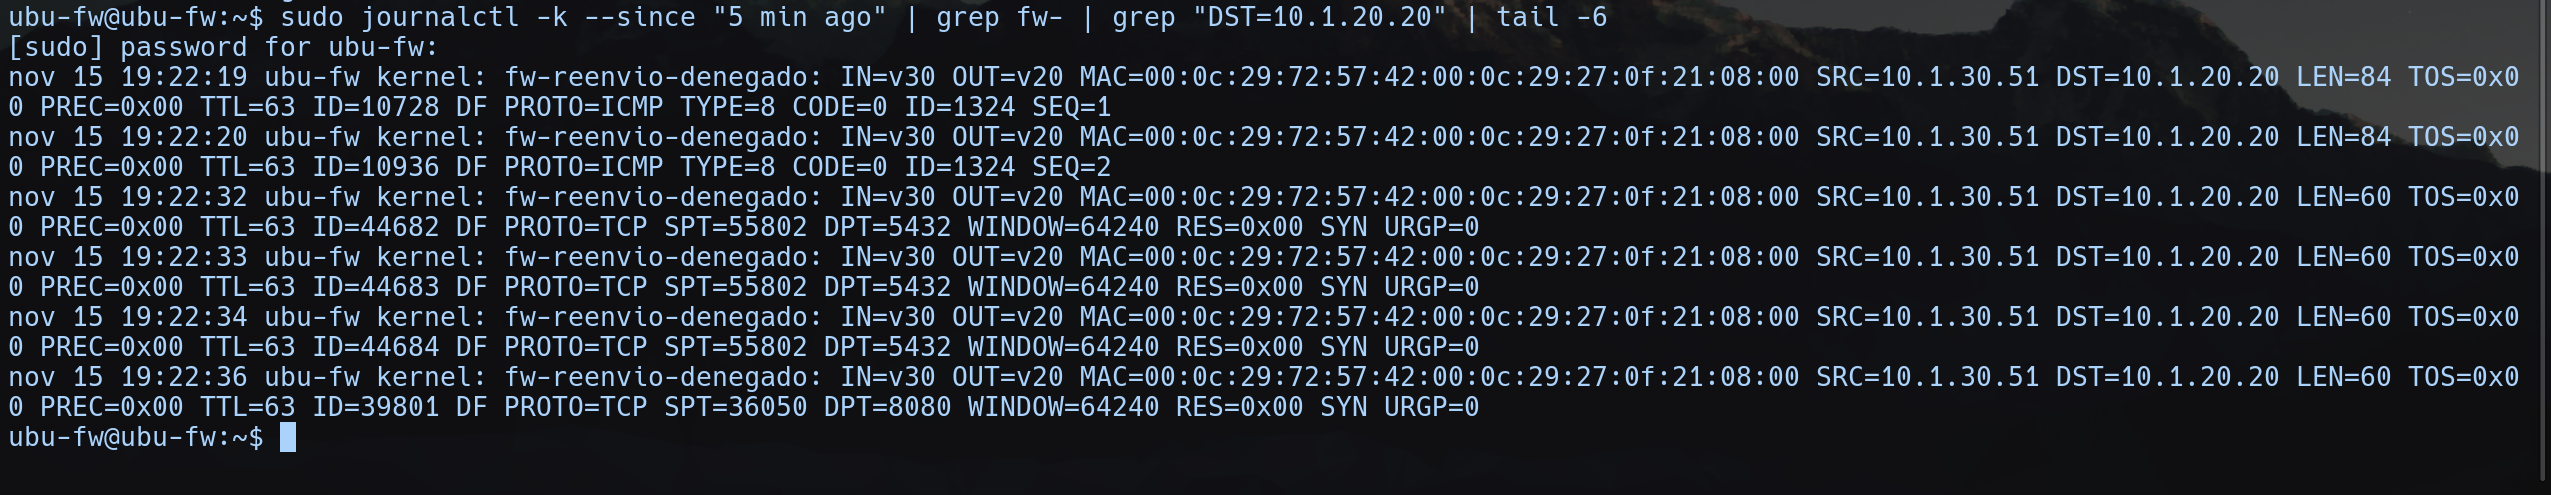 ubu-fw@ubu-fw:~$ sudo journalctl -k --since "5 min ago" | grep fw- | grep "DST=10.1.20.20" | tail -6
[sudo] password for ubu-fw:
nov 15 19:22:19 ubu-fw kernel: fw-reenvio-denegado: IN=v30 OUT=v20 MAC=00:0c:29:72:57:42:00:0c:29:27:0f:21:08:00 SRC=10.1.30.51 DST=10.1.20.20 LEN=84 TOS=0x0
0 PREC=0x00 TTL=63 ID=10728 DF PROTO=ICMP TYPE=8 CODE=0 ID=1324 SEQ=1
nov 15 19:22:20 ubu-fw kernel: fw-reenvio-denegado: IN=v30 OUT=v20 MAC=00:0c:29:72:57:42:00:0c:29:27:0f:21:08:00 SRC=10.1.30.51 DST=10.1.20.20 LEN=84 TOS=0x0
0 PREC=0x00 TTL=63 ID=10936 DF PROTO=ICMP TYPE=8 CODE=0 ID=1324 SEQ=2
nov 15 19:22:32 ubu-fw kernel: fw-reenvio-denegado: IN=v30 OUT=v20 MAC=00:0c:29:72:57:42:00:0c:29:27:0f:21:08:00 SRC=10.1.30.51 DST=10.1.20.20 LEN=60 TOS=0x0
0 PREC=0x00 TTL=63 ID=44682 DF PROTO=TCP SPT=55802 DPT=5432 WINDOW=64240 RES=0x00 SYN URGP=0
nov 15 19:22:33 ubu-fw kernel: fw-reenvio-denegado: IN=v30 OUT=v20 MAC=00:0c:29:72:57:42:00:0c:29:27:0f:21:08:00 SRC=10.1.30.51 DST=10.1.20.20 LEN=60 TOS=0x0
0 PREC=0x00 TTL=63 ID=44683 DF PROTO=TCP SPT=55802 DPT=5432 WINDOW=64240 RES=0x00 SYN URGP=0
nov 15 19:22:34 ubu-fw kernel: fw-reenvio-denegado: IN=v30 OUT=v20 MAC=00:0c:29:72:57:42:00:0c:29:27:0f:21:08:00 SRC=10.1.30.51 DST=10.1.20.20 LEN=60 TOS=0x0
0 PREC=0x00 TTL=63 ID=44684 DF PROTO=TCP SPT=55802 DPT=5432 WINDOW=64240 RES=0x00 SYN URGP=0
nov 15 19:22:36 ubu-fw kernel: fw-reenvio-denegado: IN=v30 OUT=v20 MAC=00:0c:29:72:57:42:00:0c:29:27:0f:21:08:00 SRC=10.1.30.51 DST=10.1.20.20 LEN=60 TOS=0x0
0 PREC=0x00 TTL=63 ID=39801 DF PROTO=TCP SPT=36050 DPT=8080 WINDOW=64240 RES=0x00 SYN URGP=0
ubu-fw@ubu-fw:~$